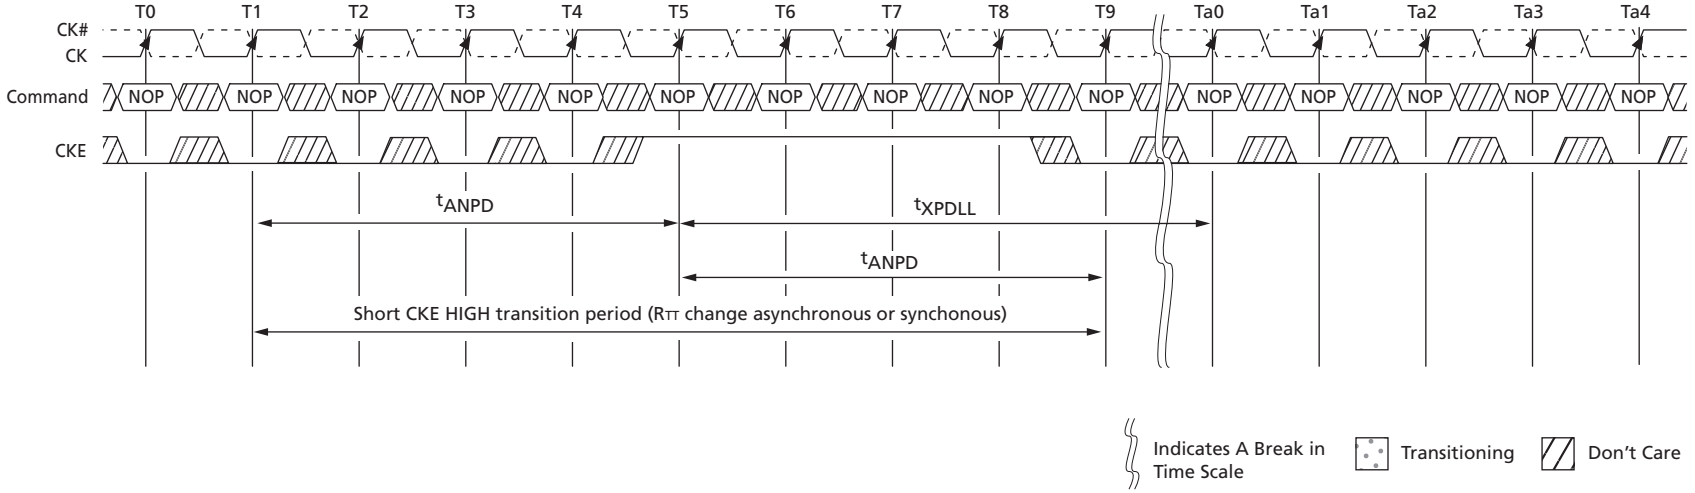 T0 T1 T2 T3 T4 T5 T6 T7 T8 T9 Ta0 Ta1 Ta2 Ta3 Ta4
CK#
CK
Command NOP NOP NOP NOP NOP NOP NOP NOP NOP NOP NOP NOP NOP NOP NOP
CKE
tANPD tXPDLL
tANPD
Short CKE HIGH transition period (RTT change asynchronous or synchonous)
Indicates A Break in
Time Scale
Transitioning
Don't Care